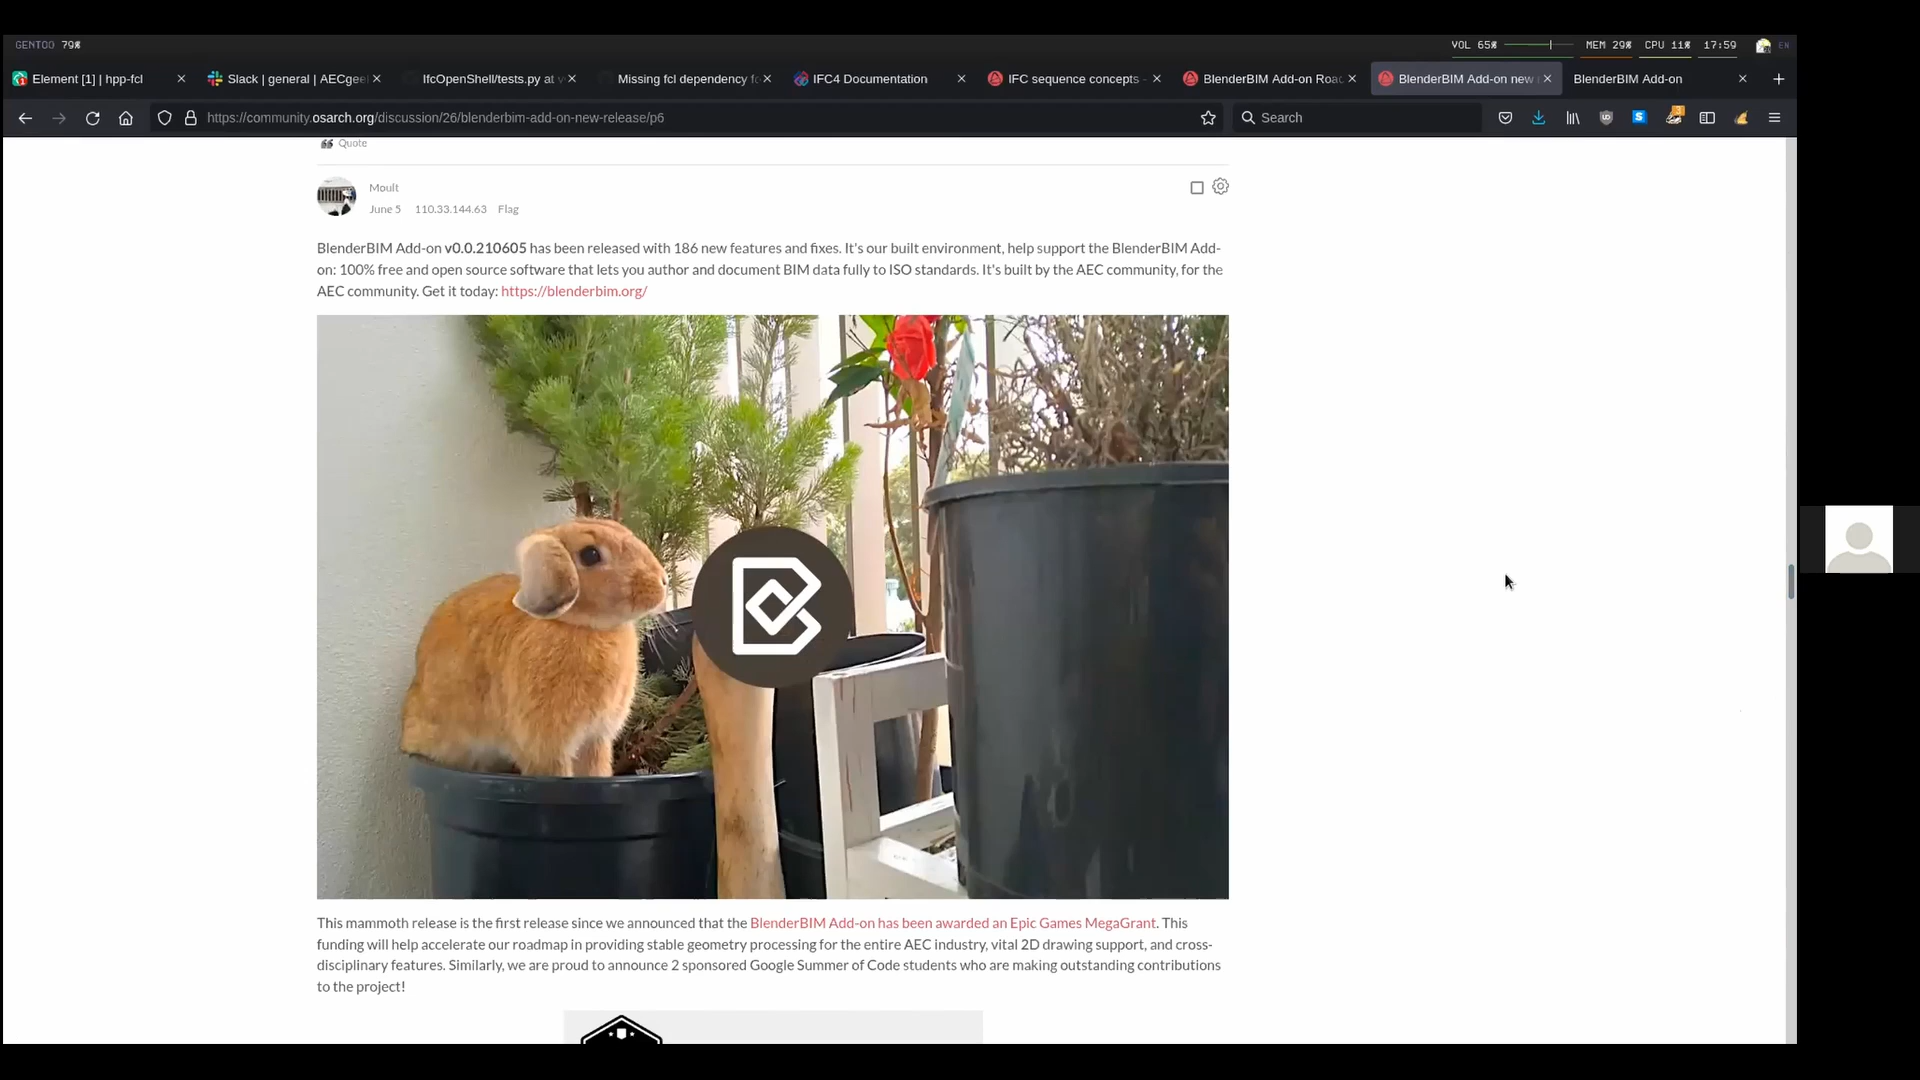 GENTOO 79% VOL 65% MEM 29% CPU 11% 17:59 EN
Element [1] | hpp-fcl Slack | general | AECgee IfcOpenShell/tests.py at v Missing fcl dependency fo IFC4 Documentation IFC sequence concepts - BlenderBIM Add-on Roa BlenderBIM Add-on new BlenderBIM Add-on
https://community.osarch.org/discussion/26/blenderbim-add-on-new-release/p6 Search
Quote
Moult
June 5 110.33.144.63 Flag
BlenderBIM Add-on v0.0.210605 has been released with 186 new features and fixes. It's our built environment, help support the BlenderBIM Add-
on: 100% free and open source software that lets you author and document BIM data fully to ISO standards. It's built by the AEC community, for the
AEC community. Get it today: https://blenderbim.org/
This mammoth release is the first release since we announced that the BlenderBIM Add-on has been awarded an Epic Games MegaGrant. This
funding will help accelerate our roadmap in providing stable geometry processing for the entire AEC industry, vital 2D drawing support, and cross-
disciplinary features. Similarly, we are proud to announce 2 sponsored Google Summer of Code students who are making outstanding contributions
to the project!